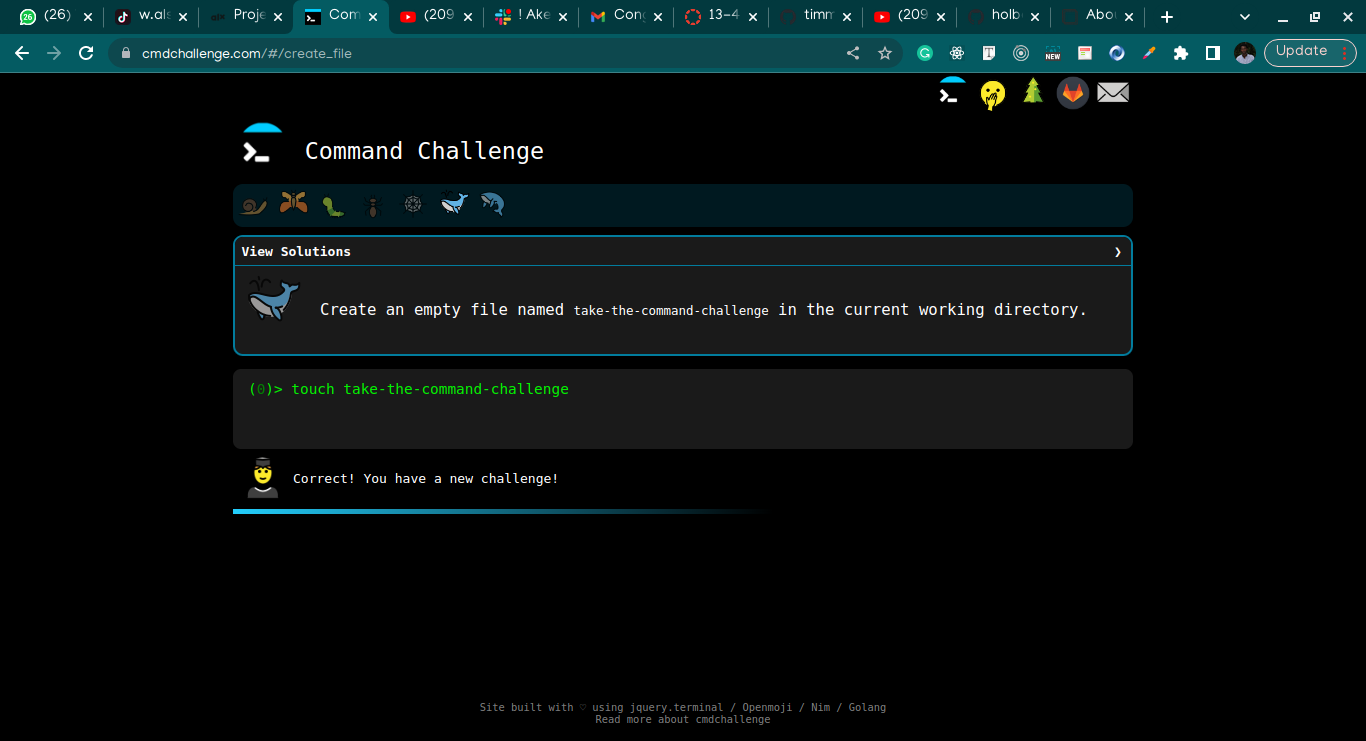 (26)
w.als
Proje
Com
(209
! Ake
Cong
13-4
timm
(209
holb
Abou
cmdchallenge.com/#/create_file
NEW
Update
Command Challenge
View Solutions
Create an empty file named take-the-command-challenge in the current working directory.
(0)> touch take-the-command-challenge
Correct! You have a new challenge!
Site built with ♡ using jquery.terminal / Openmoji / Nim / Golang
Read more about cmdchallenge